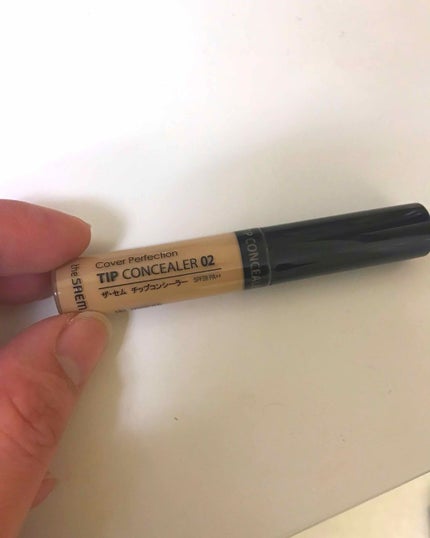 the SAEM
Cover Perfection
TIP CONCEALER 02
ザ・セム チップコンシーラー SPF28 PA++
TIP CONCEAL